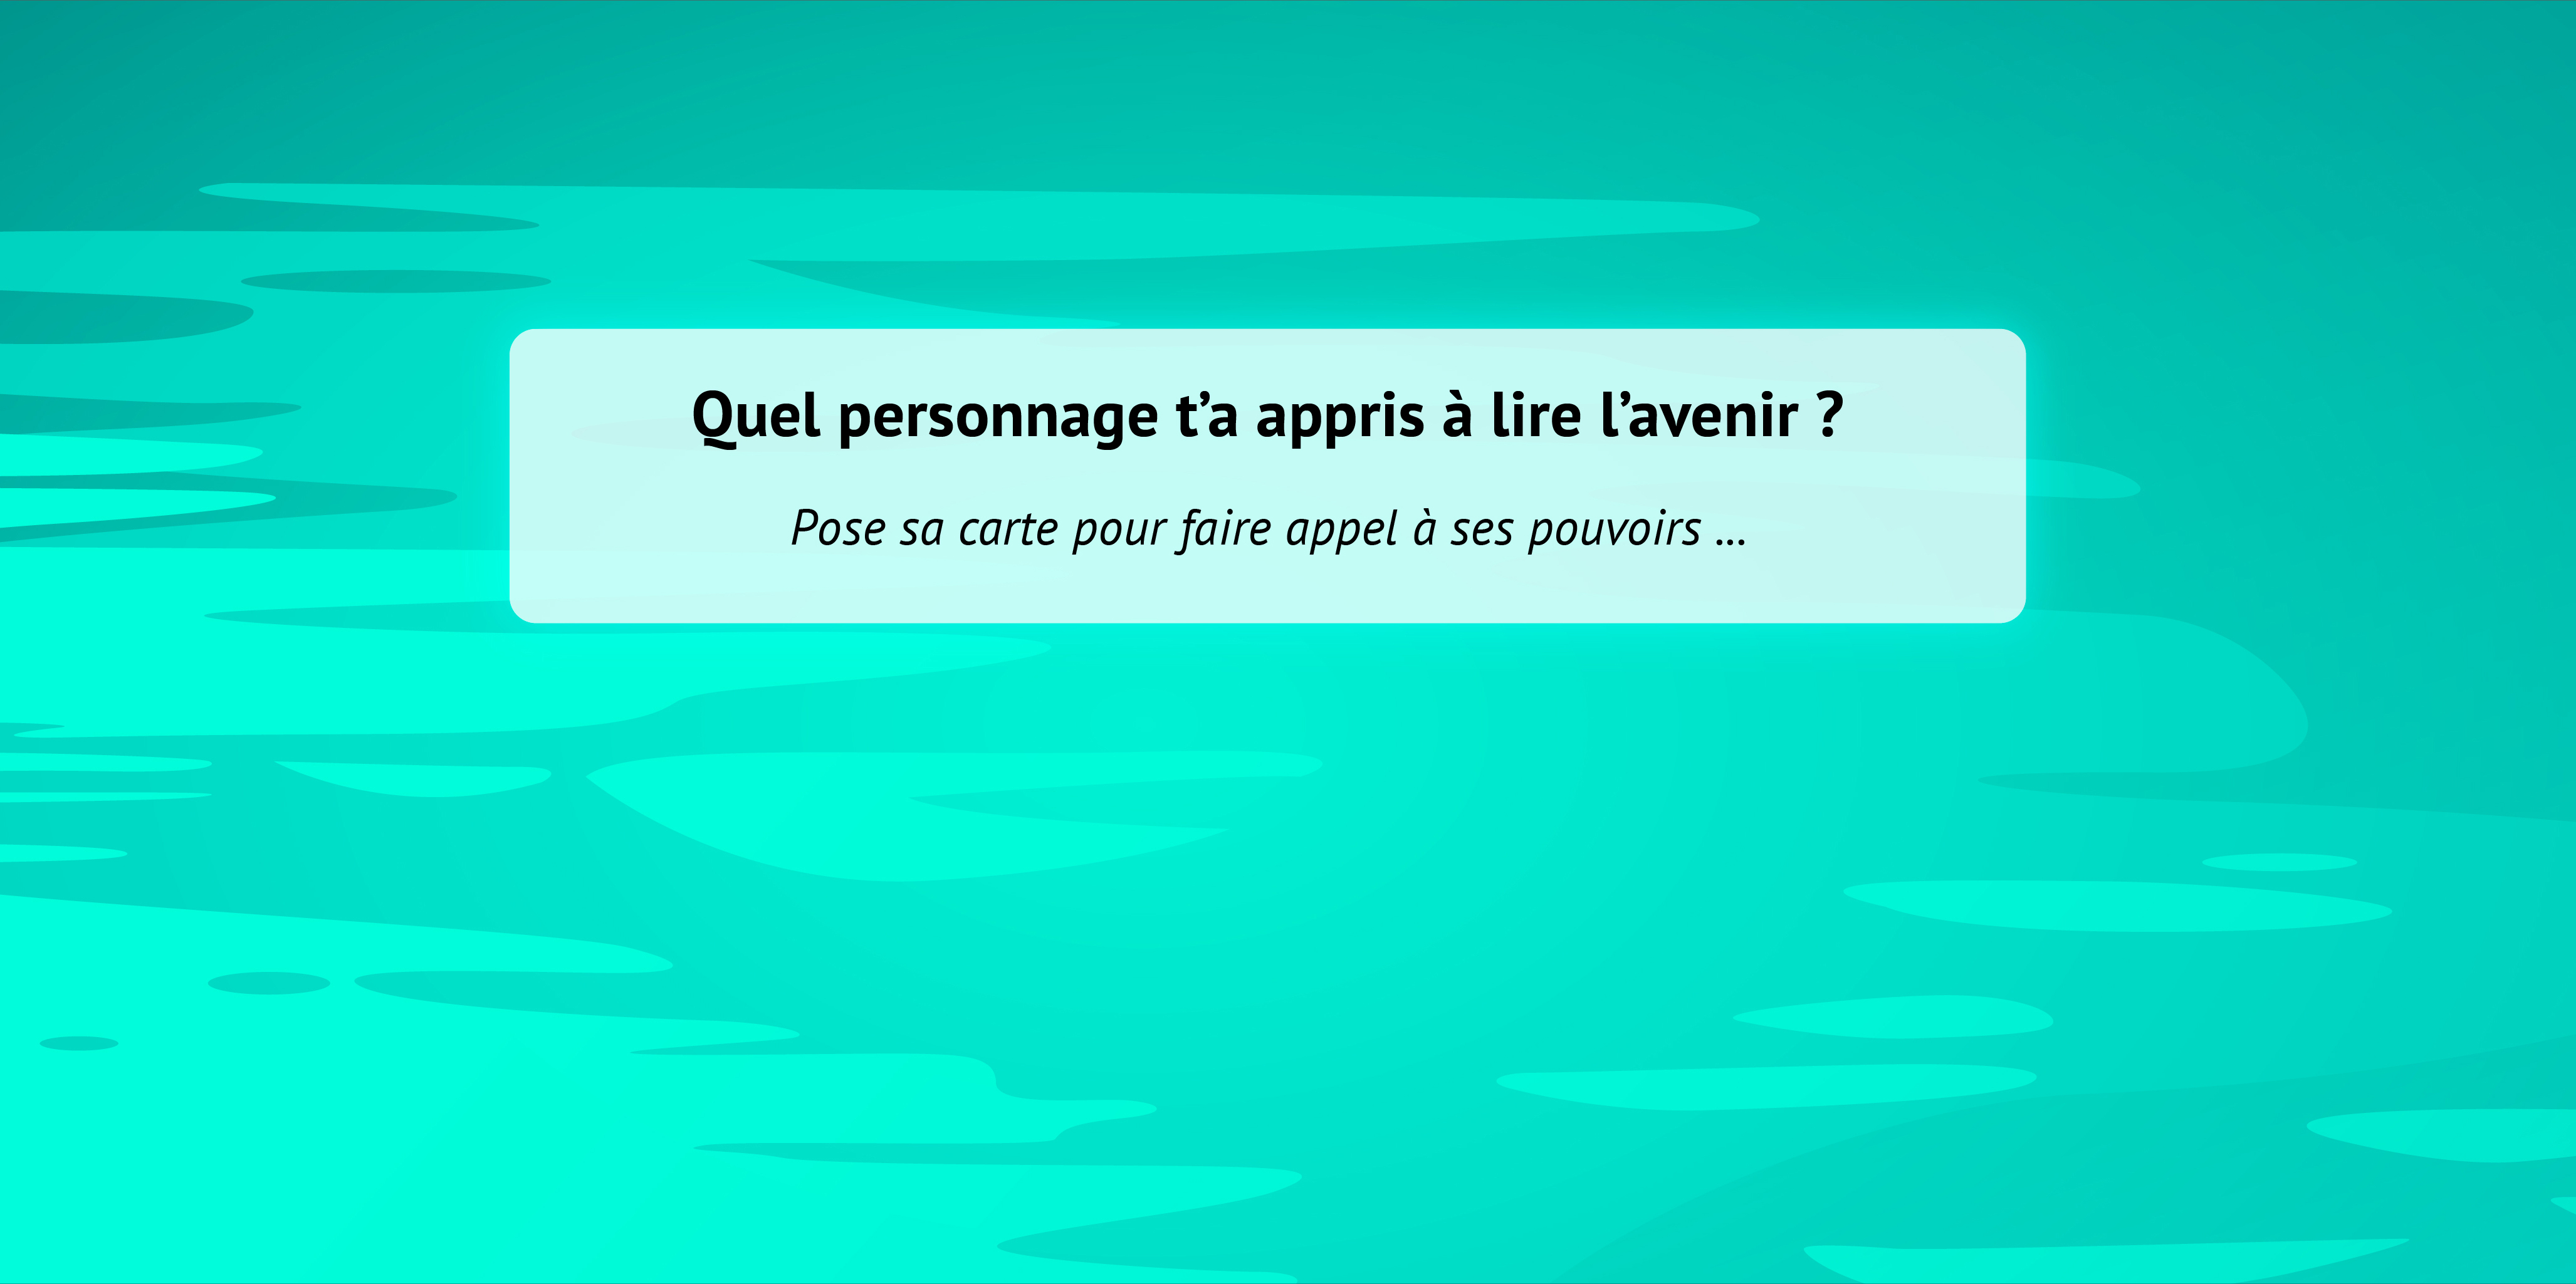 Quel personnage t’a appris à lire l’avenir ?
Pose sa carte pour faire appel à ses pouvoirs ...